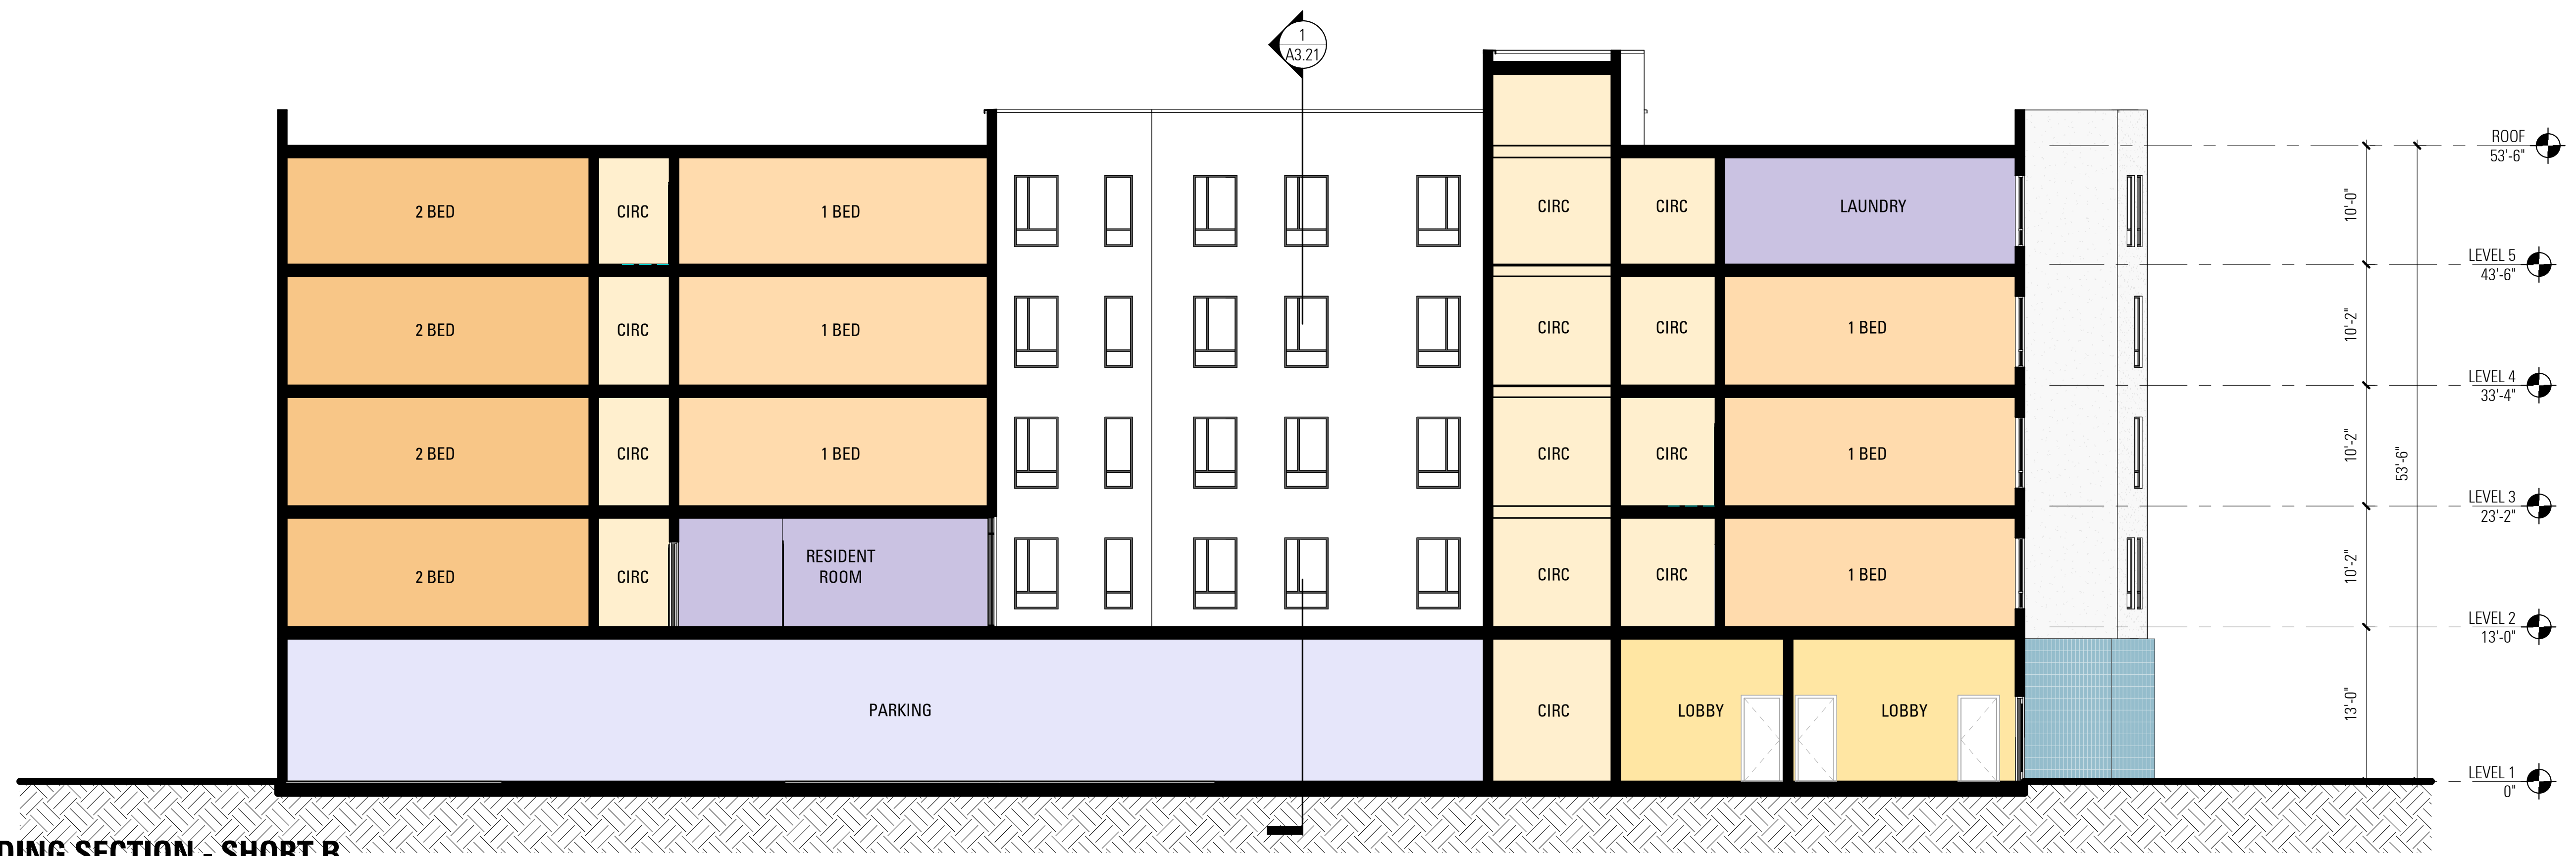 1
A3.21
ROOF
53'-6"
2 BED
CIRC
1 BED
CIRC
CIRC
LAUNDRY
10'-0"
LEVEL 5
43'-6"
2 BED
CIRC
1 BED
CIRC
CIRC
1 BED
10'-2"
LEVEL 4
33'-4"
2 BED
CIRC
1 BED
CIRC
CIRC
1 BED
10'-2"
53'-6"
LEVEL 3
23'-2"
2 BED
CIRC
RESIDENT
ROOM
CIRC
CIRC
1 BED
10'-2"
LEVEL 2
13'-0"
PARKING
CIRC
LOBBY
LOBBY
13'-0"
LEVEL 1
0"
SECTION - SHORT B